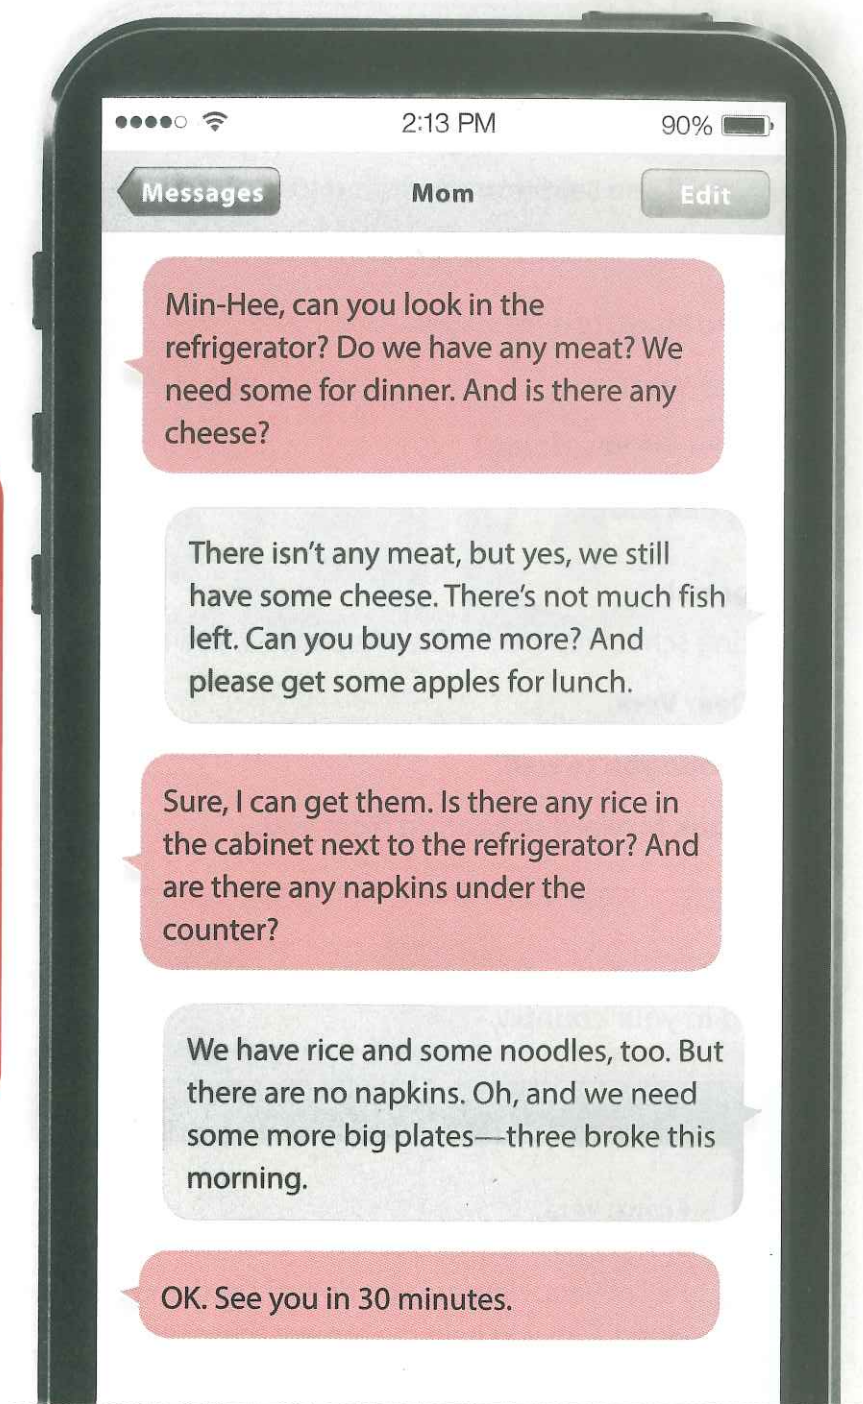 2:13 PM
90%
Messages
Mom
Edit
Min-Hee, can you look in the
refrigerator? Do we have any meat? We
need some for dinner. And is there any
cheese?
There isn't any meat, but yes, we still
have some cheese. There's not much fish
left. Can you buy some more? And
please get some apples for lunch.
Sure, I can get them. Is there any rice in
the cabinet next to the refrigerator? And
are there any napkins under the
counter?
We have rice and some noodles, too. But
there are no napkins. Oh, and we need
some more big plates—three broke this
morning.
OK. See you in 30 minutes.